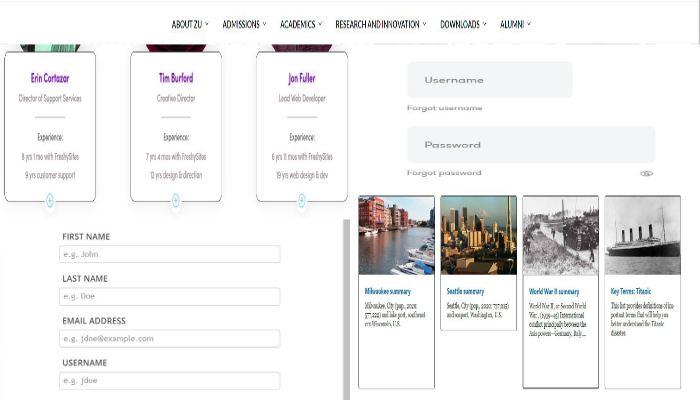 ABOUT ZU
ADMISSIONS
ACADEMICS
RESEARCH AND INNOVATION
DOWNLOADS
ALUMNI
Erin Cortazar
Director of Support Services
Experience:
8 yrs 1 mo with FreshySites
9 yrs customer support
Tim Burford
Creative Director
Experience:
7 yrs 4 mos with FreshySites
12 yrs design & direction
Jon Fuller
Lead Web Developer
Experience:
6 yrs 11 mos with FreshySites
19 yrs web design & dev
Username
Forgot username
Password
Forgot password
FIRST NAME
e.g. John
LAST NAME
e.g. Doe
EMAIL ADDRESS
e.g. jdoe@example.com
USERNAME
e.g. jdoe
Milwaukee summary
Milwaukee, City (pop., 2020:
577,222) and lake port, southeast-
ern Wisconsin, U.S.
Seattle summary
Seattle, City (pop., 2020: 737,015)
and seaport, Washington, U.S.
World War II summary
World War II, or Second World
War , (1939–45) International
conflict principally between the
Axis powers—Germany, Italy,...
Key Terms: Titanic
This list provides definitions of im-
portant terms that will help you
better understand the Titanic
disaster.